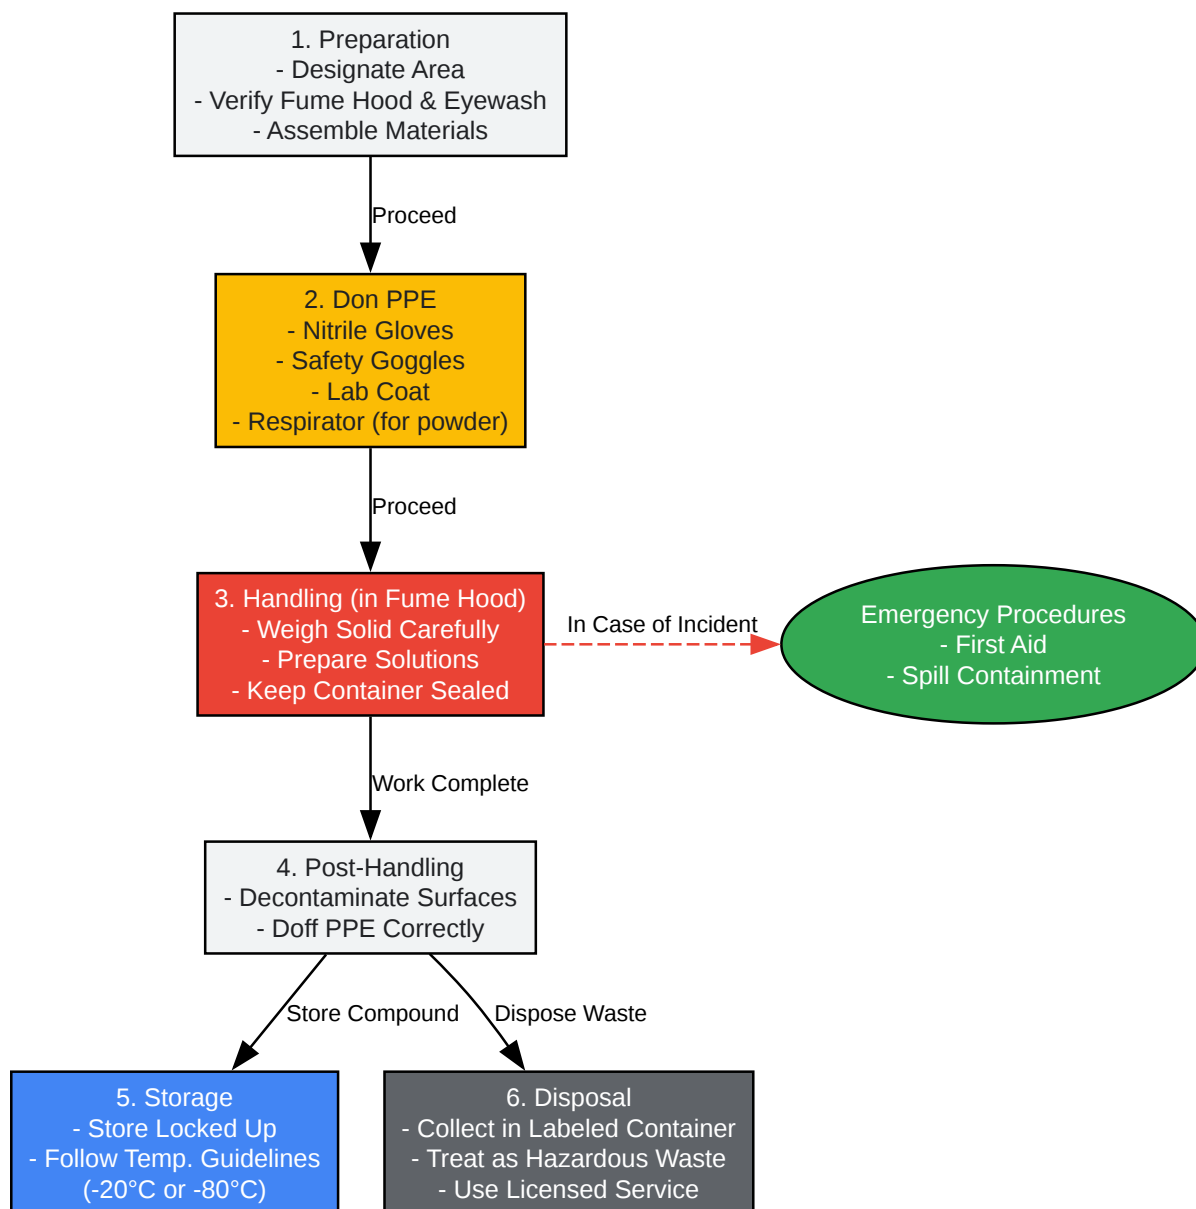 1. Preparation
- Designate Area
- Verify Fume Hood & Eyewash
- Assemble Materials
Proceed
2. Don PPE
- Nitrile Gloves
- Safety Goggles
- Lab Coat
- Respirator (for powder)
Proceed
3. Handling (in Fume Hood)
- Weigh Solid Carefully
- Prepare Solutions
- Keep Container Sealed
In Case of Incident
Emergency Procedures
- First Aid
- Spill Containment
Work Complete
4. Post-Handling
- Decontaminate Surfaces
- Doff PPE Correctly
Store Compound
Dispose Waste
5. Storage
- Store Locked Up
- Follow Temp. Guidelines
(-20°C or -80°C)
6. Disposal
- Collect in Labeled Container
- Treat as Hazardous Waste
- Use Licensed Service